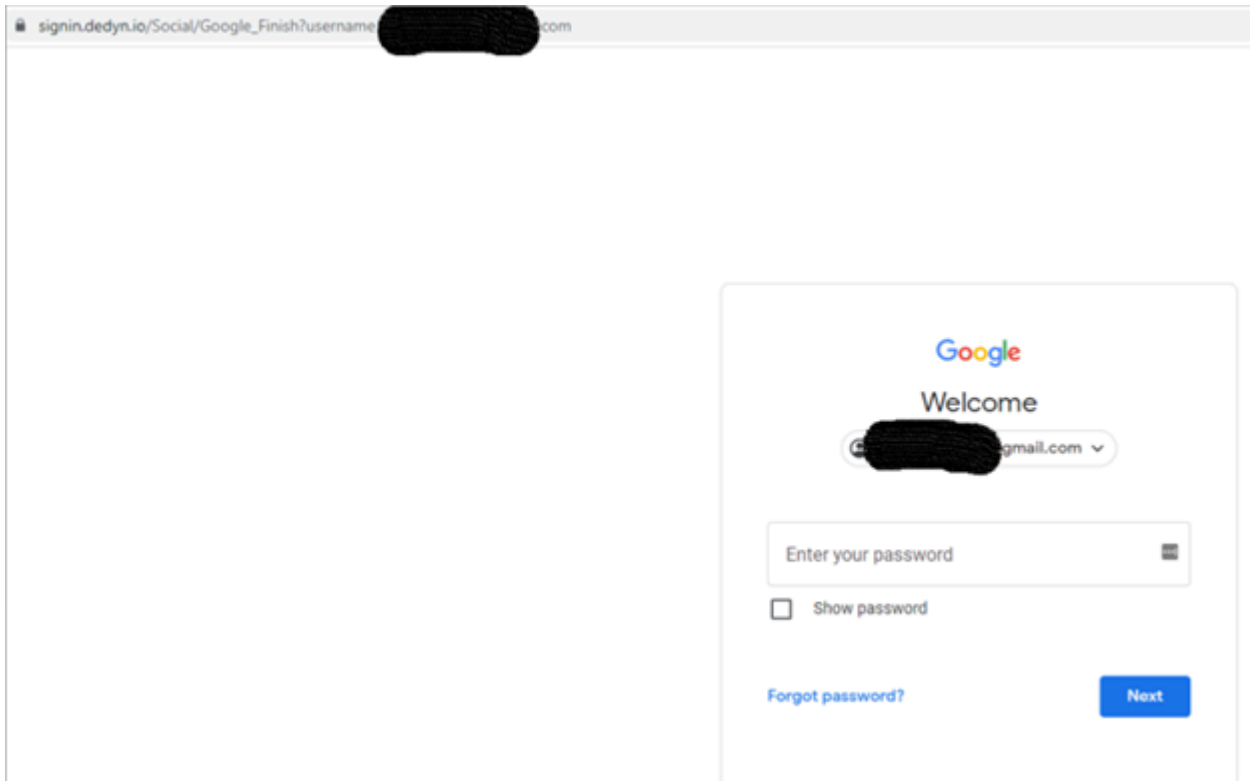 signin.dedyn.io/Social/Google_Finish?username com
Google
Welcome
gmail.com
Enter your password
Show password
Forgot password?
Next